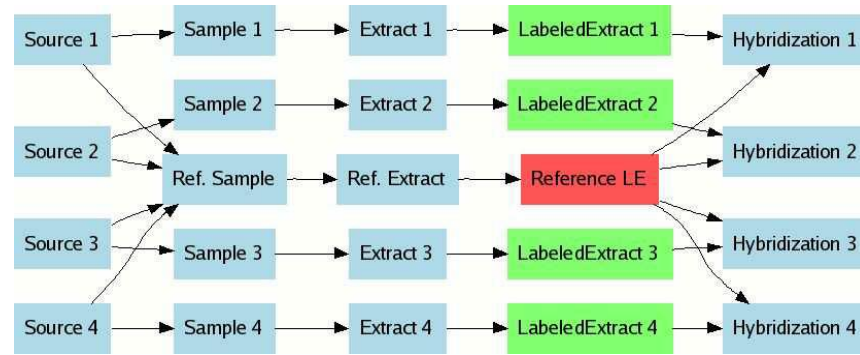 Source 1
Sample 1
Extract 1
LabeledExtract 1
Hybridization 1
Source 2
Sample 2
Extract 2
LabeledExtract 2
Hybridization 2
Ref. Sample
Ref. Extract
Reference LE
Source 3
Sample 3
Extract 3
LabeledExtract 3
Hybridization 3
Source 4
Sample 4
Extract 4
LabeledExtract 4
Hybridization 4